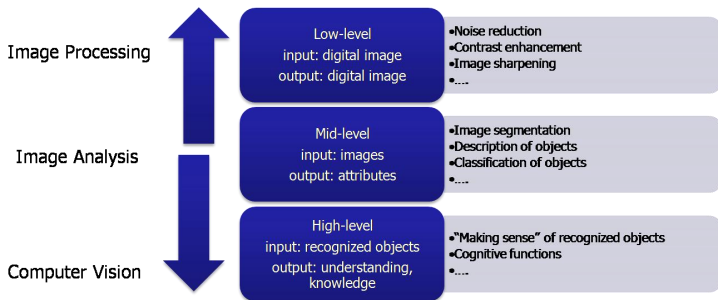 Image Processing
Low-level
input: digital image
output: digital image
•Noise reduction
•Contrast enhancement
•Image sharpening
•….
Image Analysis
Mid-level
input: images
output: attributes
•Image segmentation
•Description of objects
•Classification of objects
•….
Computer Vision
High-level
input: recognized objects
output: understanding,
knowledge
•“Making sense” of recognized objects
•Cognitive functions
•….